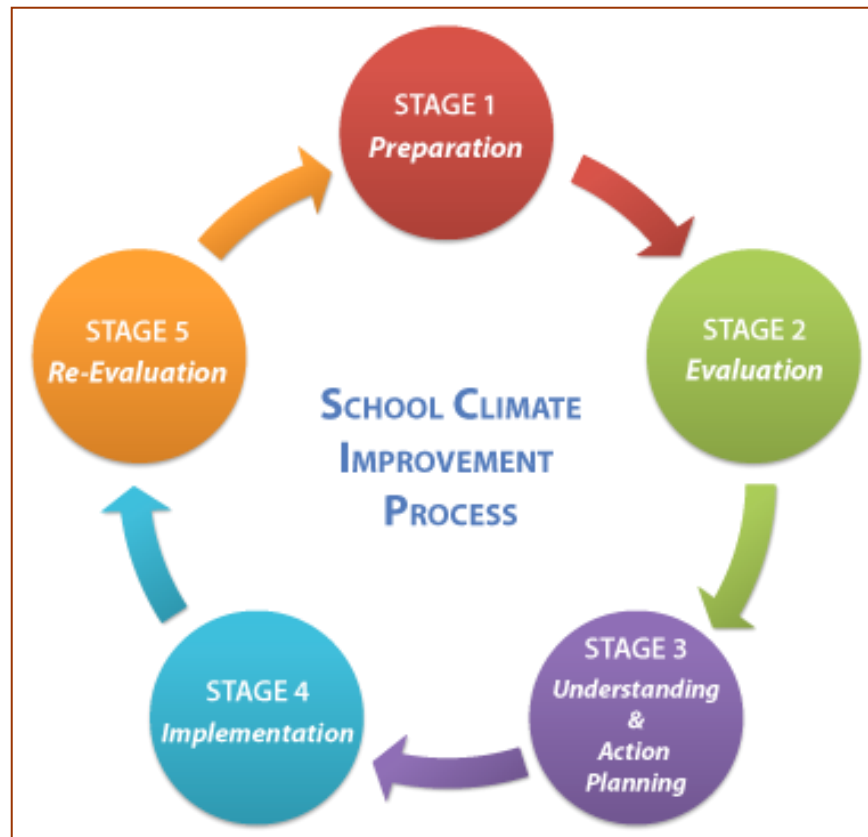 STAGE 1
Preparation
STAGE 2
Evaluation
STAGE 3
Understanding
&
Action
Planning
STAGE 4
Implementation
STAGE 5
Re-Evaluation
SCHOOL CLIMATE
IMPROVEMENT
PROCESS